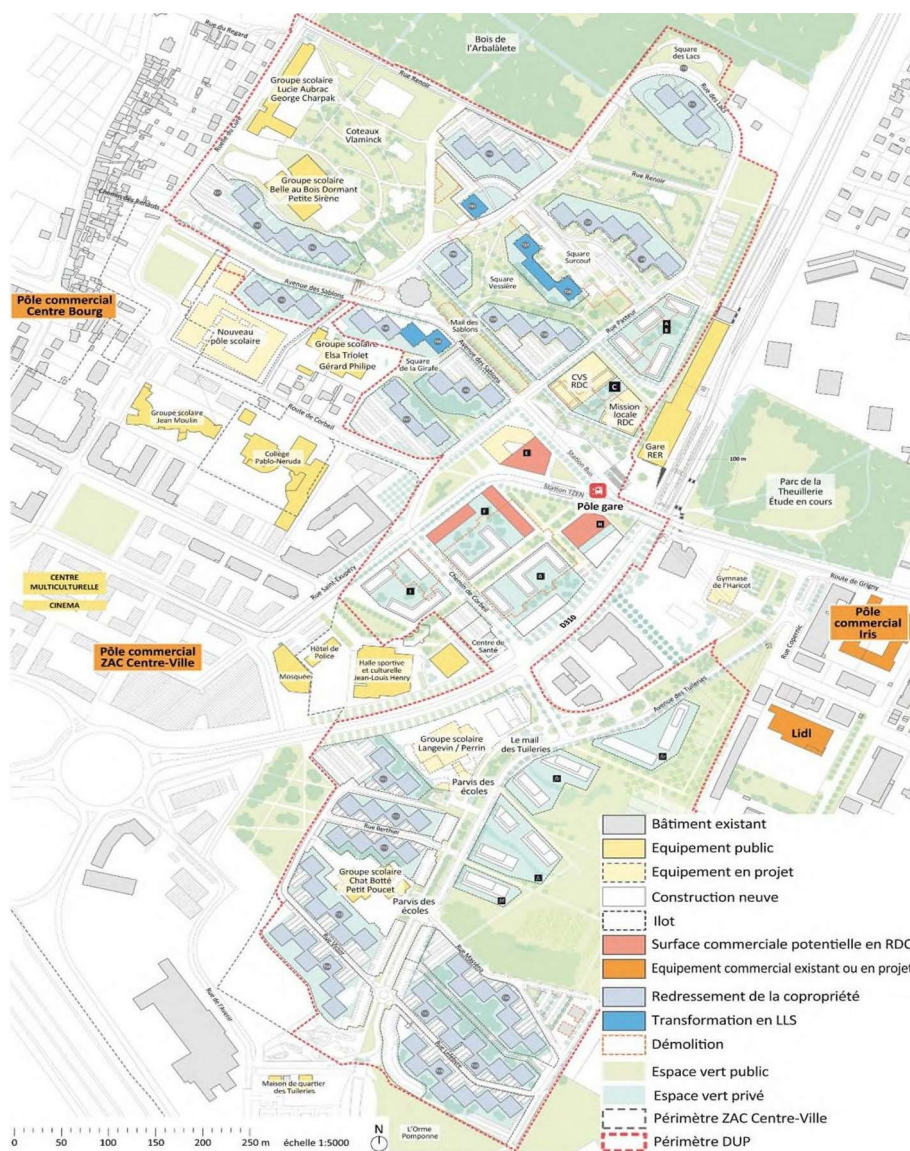 Rue du Regard
Bois de
l'Arbalalète
Square
des Lacs
Rue des Lacs
Groupe scolaire
Lucie Aubrac
George Charpak
Rue Renoir
Coteaux
Vlaminck
Groupe scolaire
Belle au Bois Dormant
Petite Sirène
Rue Renoir
Square
Surcouf
Square
Vessière
Avenue des Sablons
Pôle commercial
Centre Bourg
Nouveau
pôle scolaire
Mail des
Sablons
Rue Pasteur
A
B
Groupe scolaire
Elsa Triolet
Gérard Philipe
Square
de la Girafe
Avenue des Sablons
CVS
RDC
C
Mission
locale
RDC
Groupe scolaire
Jean Moulin
Route de Corbeil
Collège
Pablo-Neruda
Gare
RER
100 m
E
Station Bus
Station TZEN
Pôle gare
Parc de la
Theuillerie
Étude en cours
F
H
G
I
Chemin de Corbeil
Rue Saint-Exupéry
CENTRE
MULTICULTURELLE
CINEMA
Route de Grigny
Gymnase
de l'Haricot
Pôle
commercial
Iris
Rue Copernic
D310
Pôle commercial
ZAC Centre-Ville
Hôtel de
Police
Mosquée
Halle sportive
et culturelle
Jean-Louis Henry
Centre de
Santé
Avenue des Tuileries
Lidl
Groupe scolaire
Langevin / Perrin
Le mail
des Tuileries
Parvis des
écoles
Rue Berthier
Groupe scolaire
Chat Botté
Petit Poucet
Parvis des
écoles
Rue Lefebvre
Maison de quartier
des Tuileries
L'Orme
Pomponne
Bâtiment existant
Equipement public
Equipement en projet
Construction neuve
Ilot
Surface commerciale potentielle en RDC
Equipement commercial existant ou en projet
Redressement de la copropriété
Transformation en LLS
Démolition
Espace vert public
Espace vert privé
Périmètre ZAC Centre-Ville
Périmètre DUP
0 50 100 150 200 250 m échelle 1:5000
N